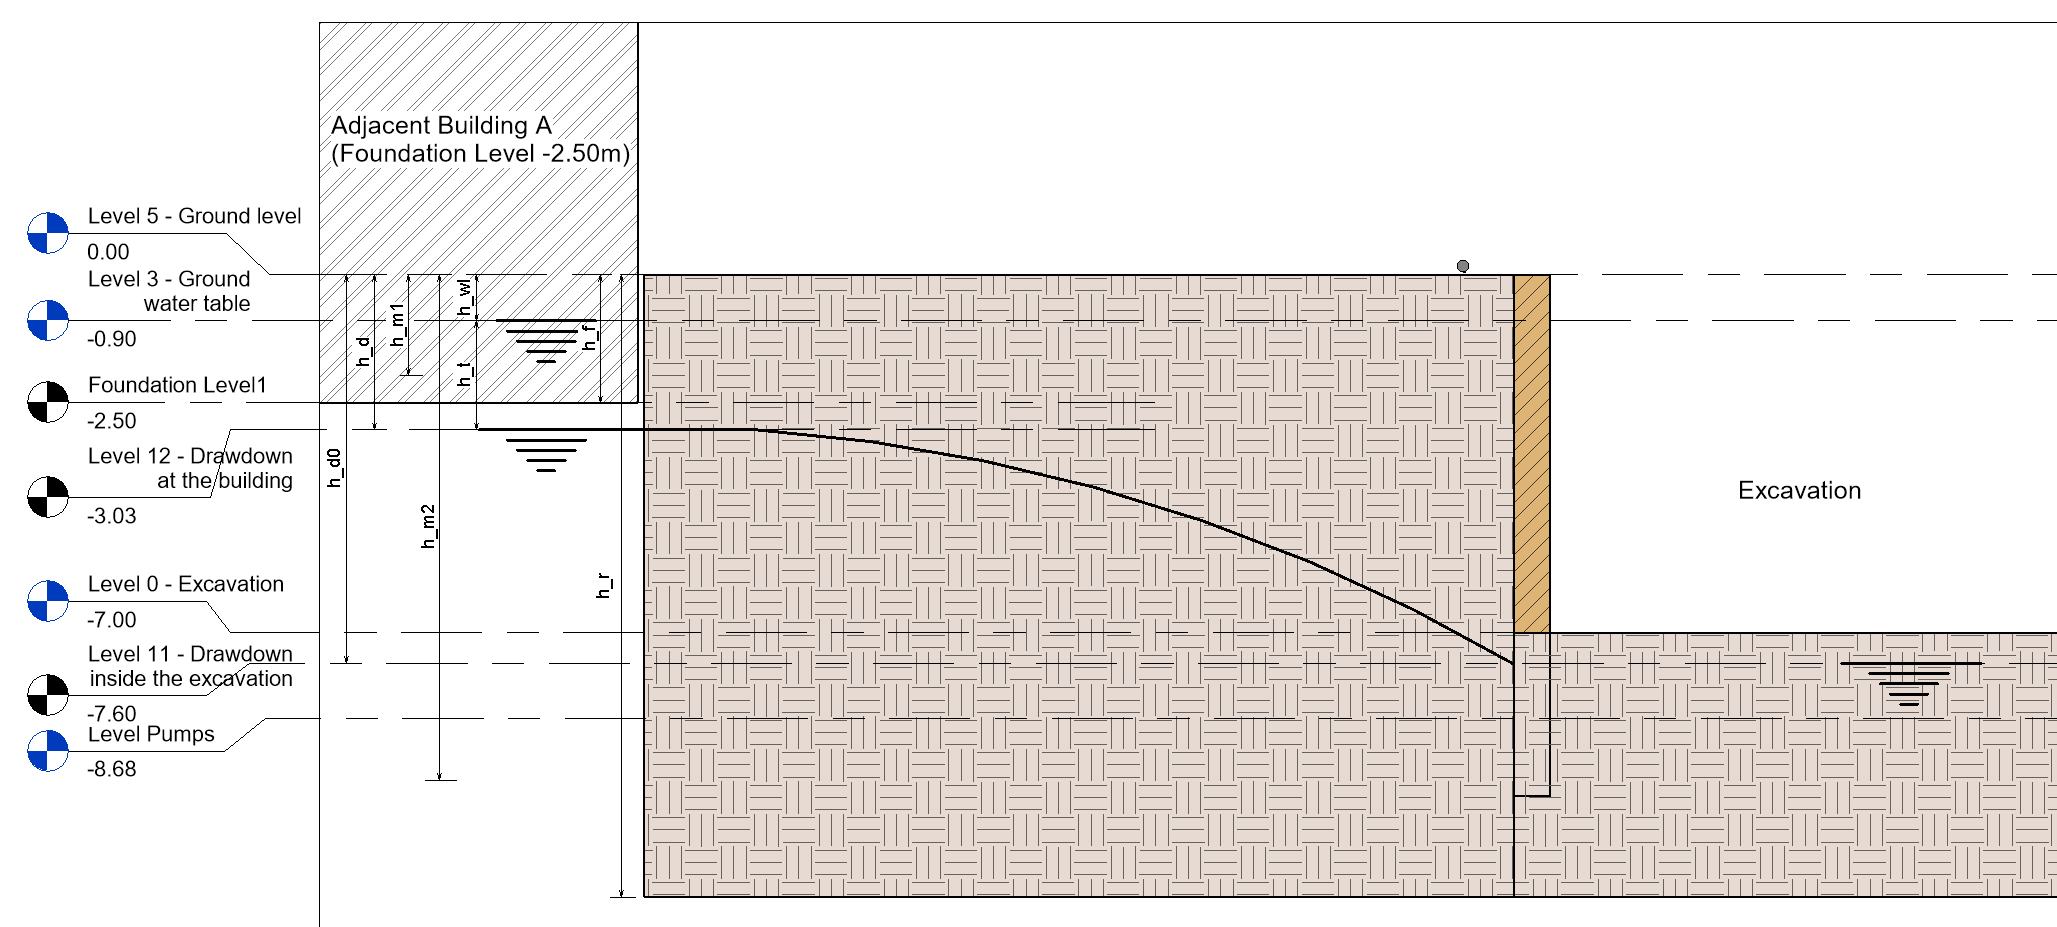 Adjacent Building A
(Foundation Level -2.50m)
Level 5 - Ground level
0.00
Level 3 - Ground
water table
-0.90
Foundation Level1
-2.50
Level 12 - Drawdown
at the building
-3.03
Level 0 - Excavation
-7.00
Level 11 - Drawdown
inside the excavation
-7.60
Level Pumps
-8.68
h_d0
h_d
h_m1
h_m2
h_wl
h_t
h_f
h_r
Excavation